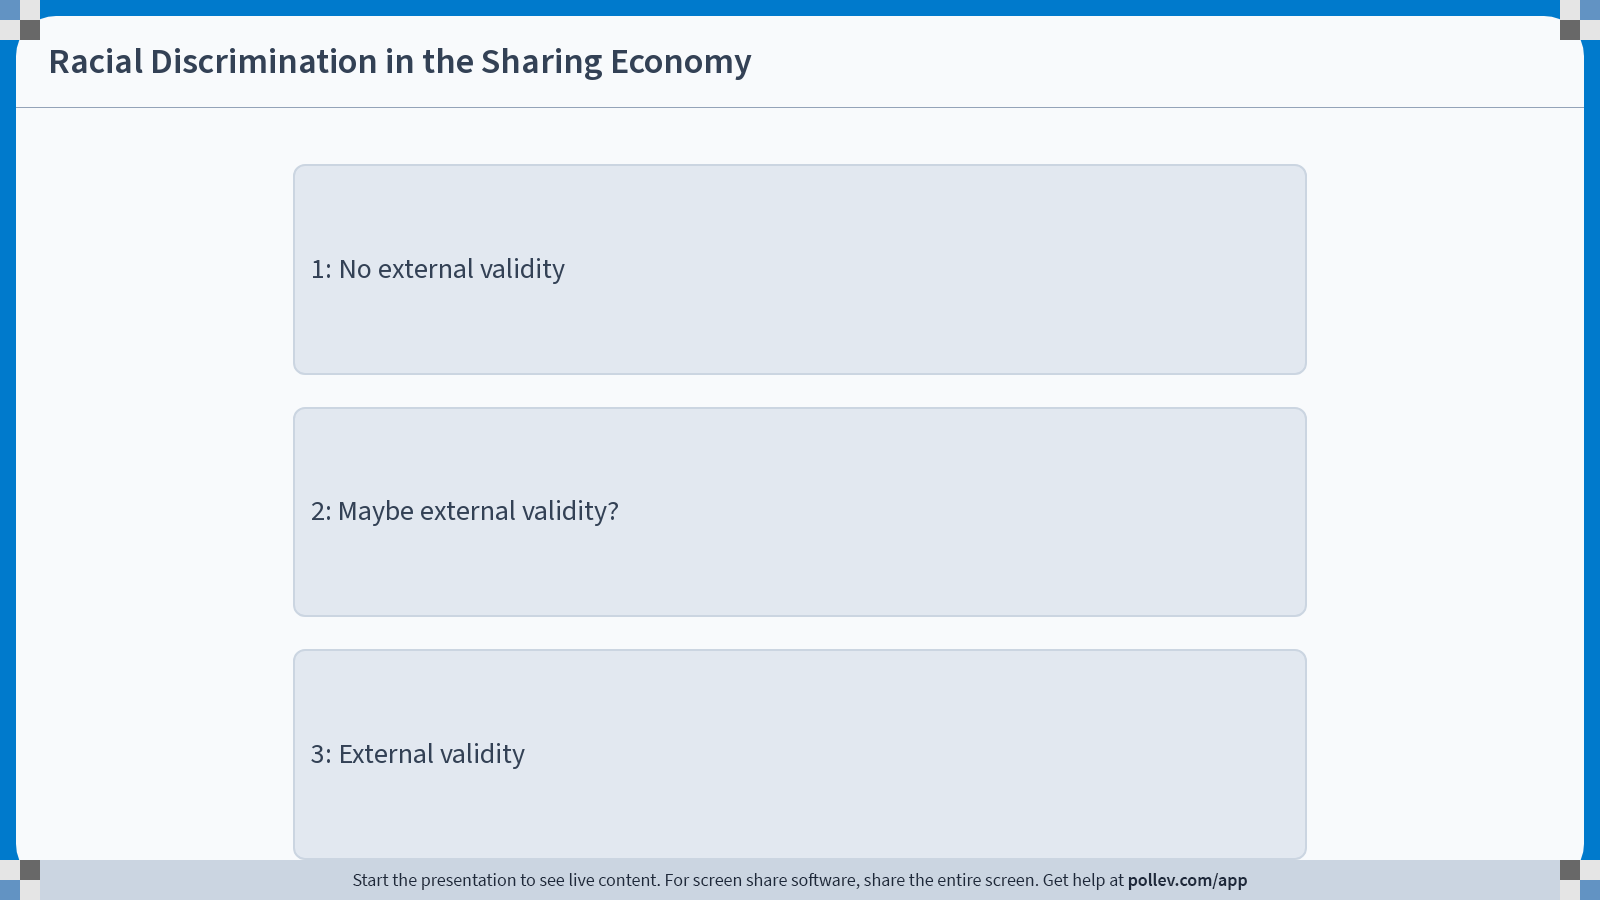 Racial Discrimination in the Sharing Economy
1: No external validity
2: Maybe external validity?
3: External validity
Start the presentation to see live content. For screen share software, share the entire screen. Get help at pollev.com/app